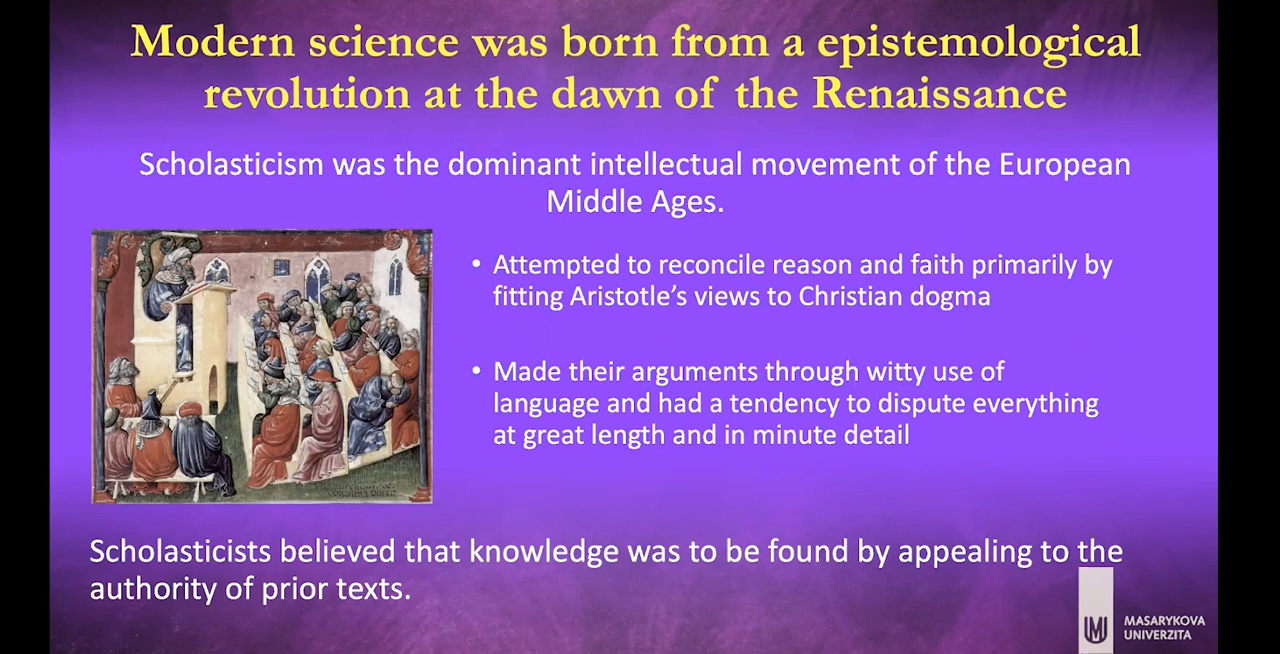 Modern science was born from a epistemological
revolution at the dawn of the Renaissance
Scholasticism was the dominant intellectual movement of the European
Middle Ages.
• Attempted to reconcile reason and faith primarily by
fitting Aristotle’s views to Christian dogma
• Made their arguments through witty use of
language and had a tendency to dispute everything
at great length and in minute detail
Scholasticists believed that knowledge was to be found by appealing to the
authority of prior texts.
MASARYKOVA
UNIVERZITA